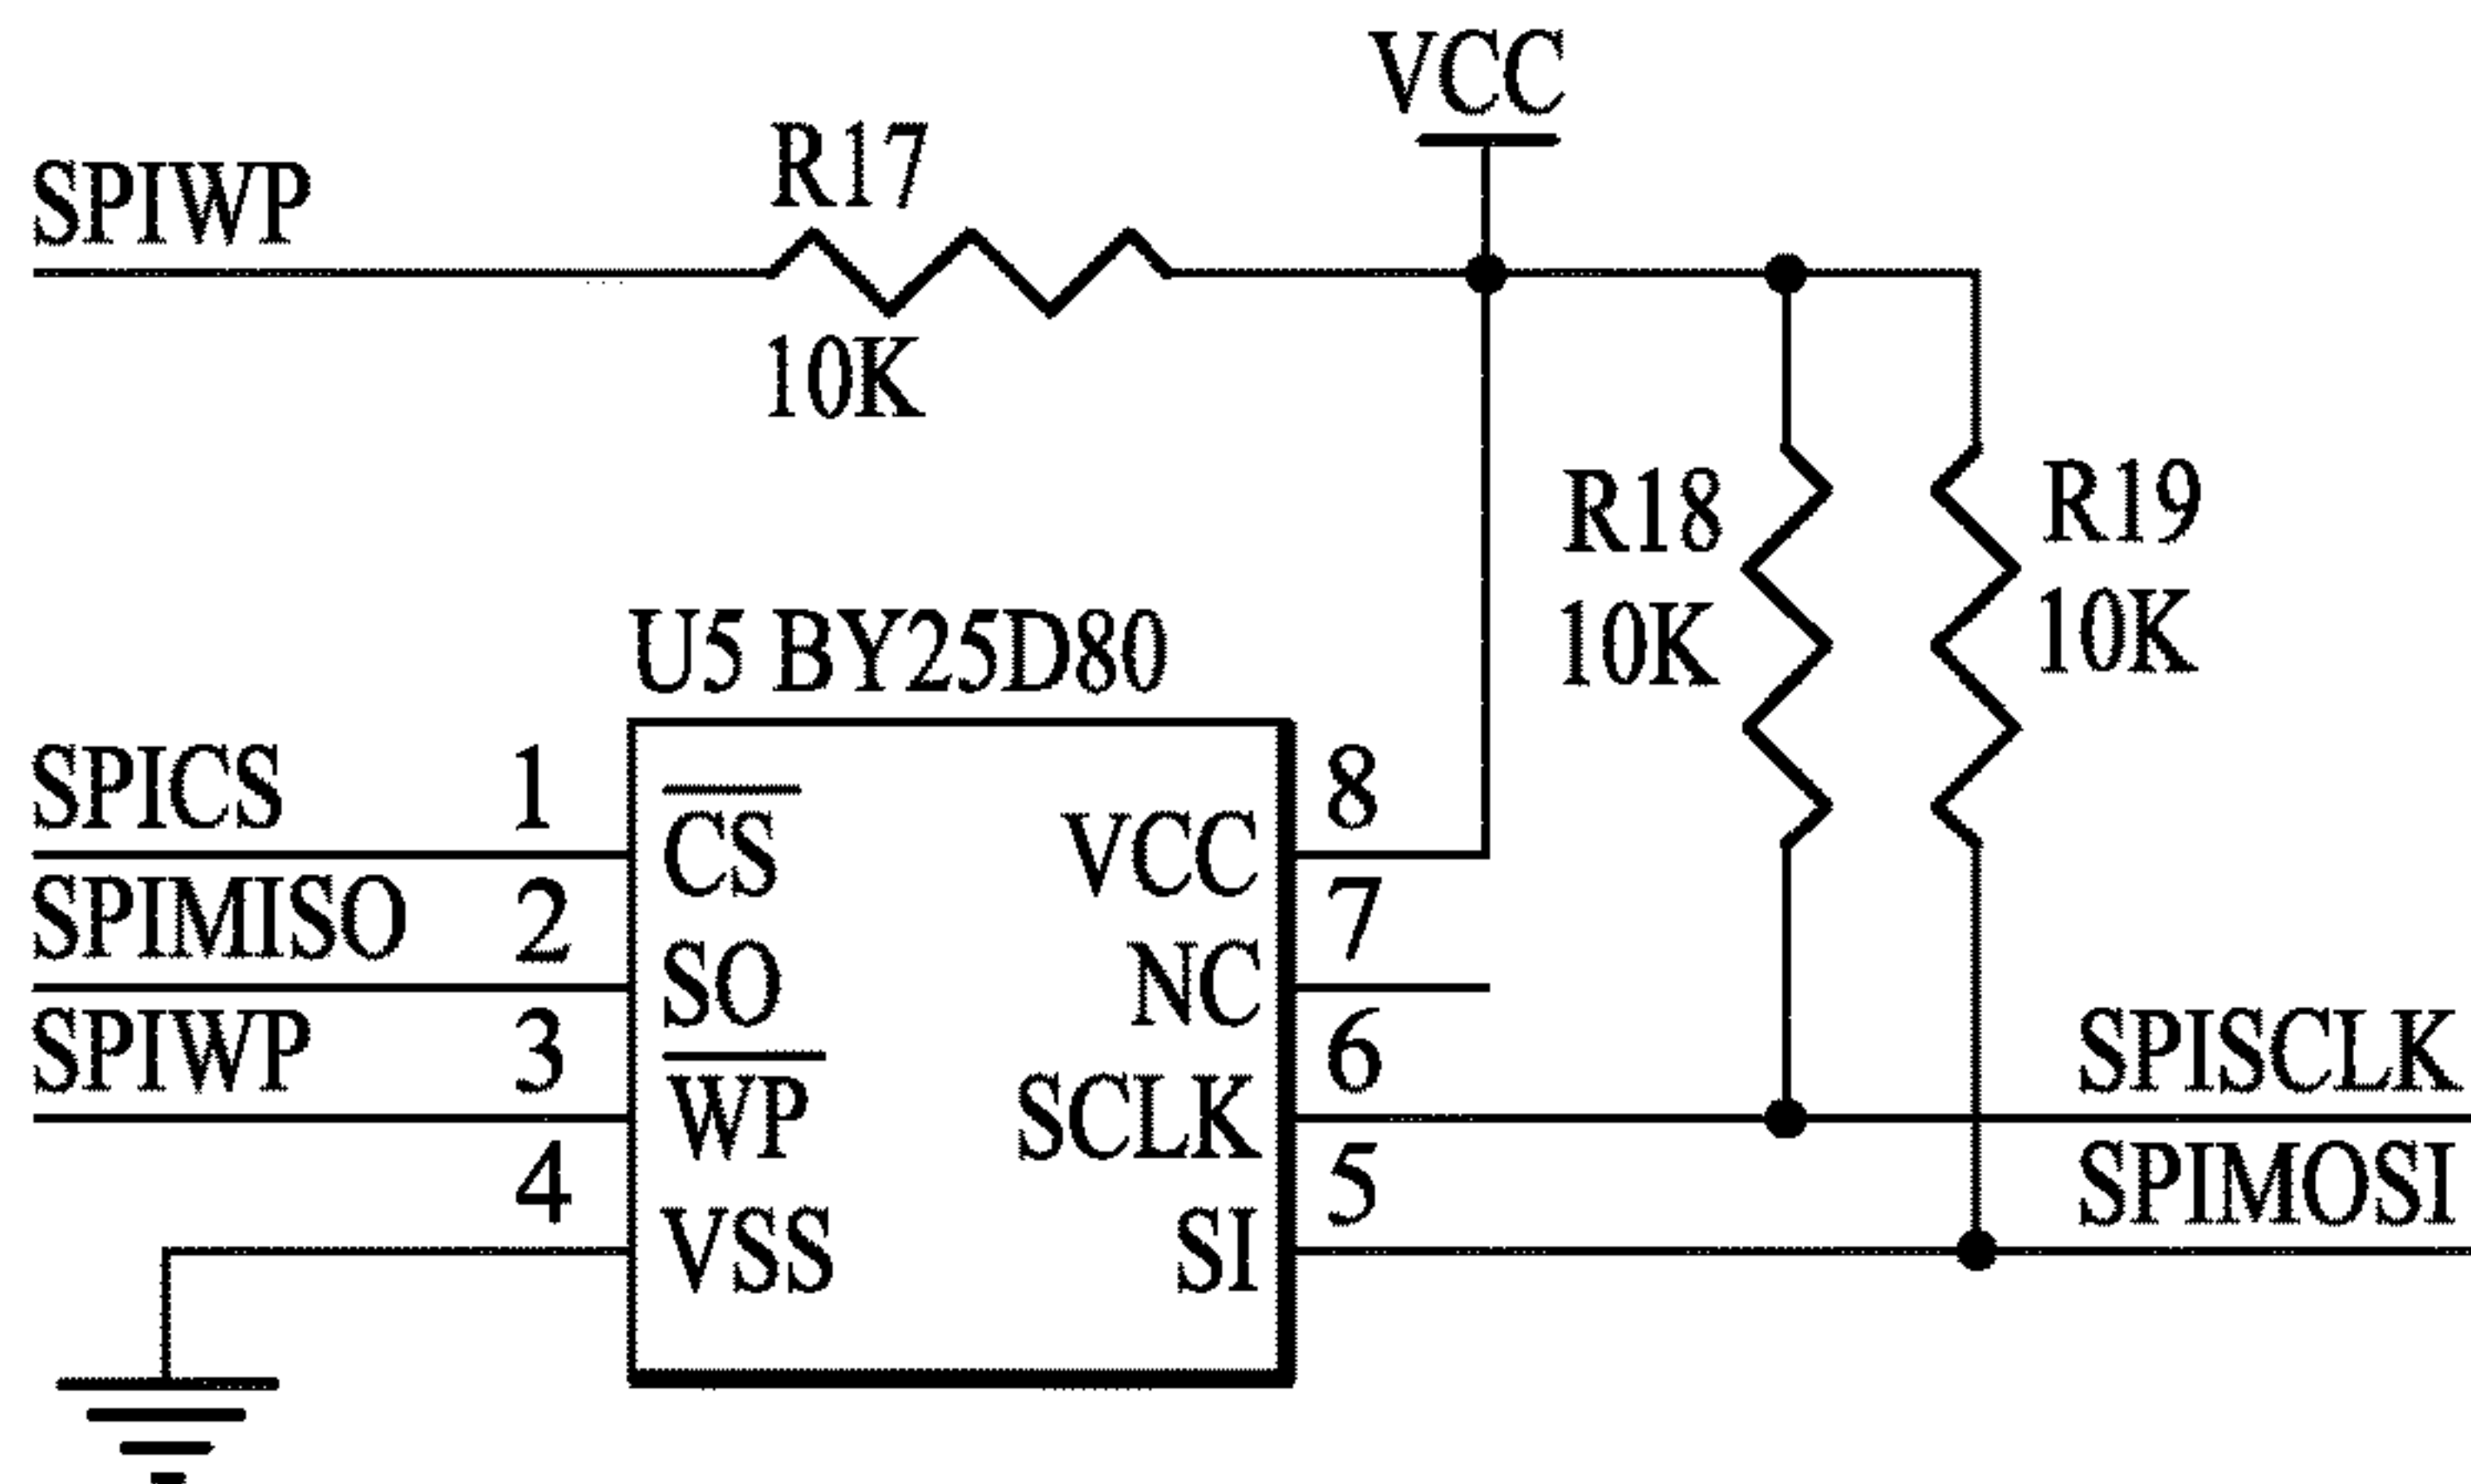 VCC
R17
SPIWP
10K
R18
10K
R19
10K
U5 BY25D80
SPICS 1 CS VCC 8
SPIMISO 2 SO NC 7
SPIWP 3 WP SCLK 6 SPISCLK
4 VSS SI 5 SPIMOSI